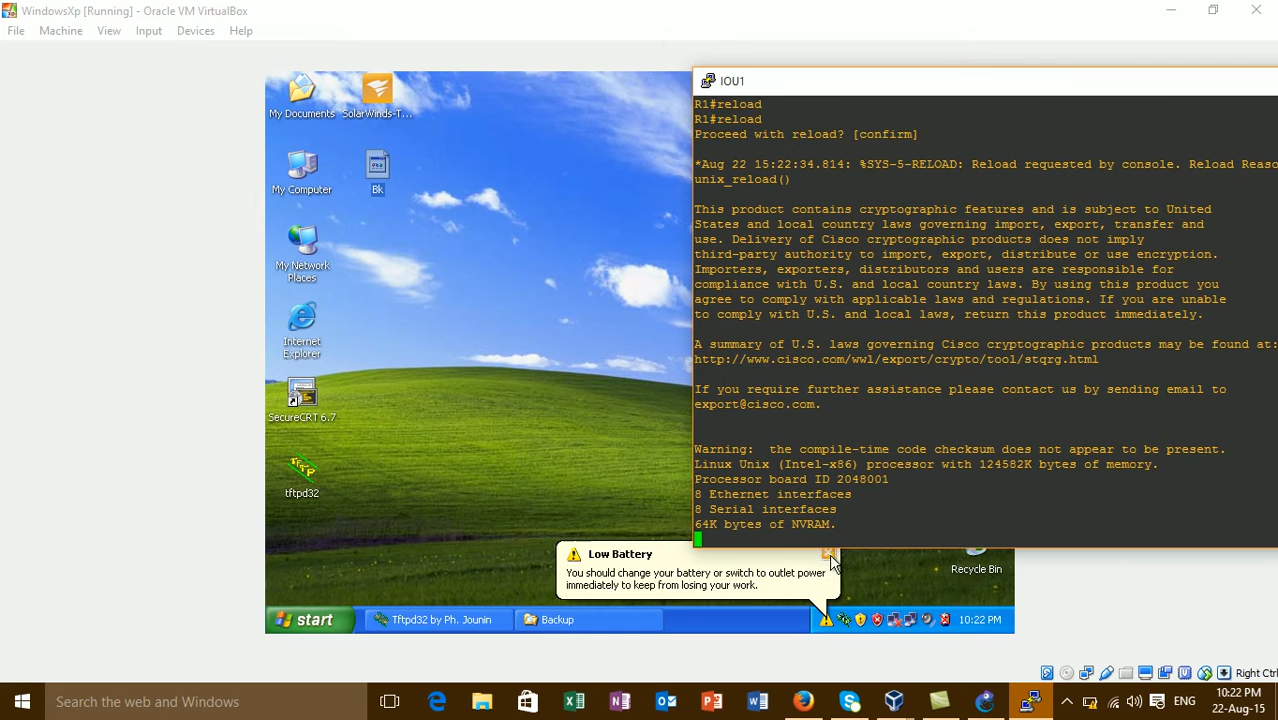 WindowsXp [Running] - Oracle VM VirtualBox
File Machine View Input Devices Help
My Documents
SolarWinds-T...
My Computer
Bk
My Network
Places
Internet
Explorer
SecureCRT 6.7
tftpd32
IOU1
R1#reload
R1#reload
Proceed with reload? [confirm]
*Aug 22 15:22:34.814: %SYS-5-RELOAD: Reload requested by console. Reload Reaso
unix_reload()
This product contains cryptographic features and is subject to United
States and local country laws governing import, export, transfer and
use. Delivery of Cisco cryptographic products does not imply
third-party authority to import, export, distribute or use encryption.
Importers, exporters, distributors and users are responsible for
compliance with U.S. and local country laws. By using this product you
agree to comply with applicable laws and regulations. If you are unable
to comply with U.S. and local laws, return this product immediately.
A summary of U.S. laws governing Cisco cryptographic products may be found at:
http://www.cisco.com/wwl/export/crypto/tool/stqrg.html
If you require further assistance please contact us by sending email to
export@cisco.com.
Warning:  the compile-time code checksum does not appear to be present.
Linux Unix (Intel-x86) processor with 124582K bytes of memory.
Processor board ID 2048001
8 Ethernet interfaces
8 Serial interfaces
64K bytes of NVRAM.
Low Battery
You should change your battery or switch to outlet power
immediately to keep from losing your work.
Recycle Bin
start
Tftpd32 by Ph. Jounin
Backup
10:22 PM
Right Ctrl
Search the web and Windows
ENG
10:22 PM
22-Aug-15